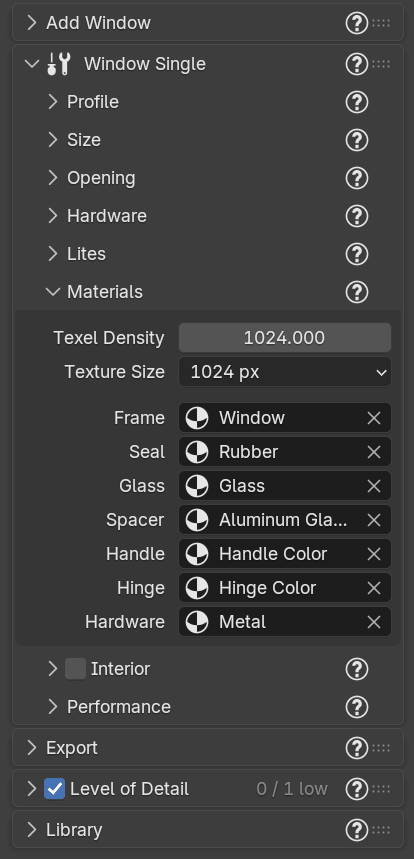 Add Window
Window Single
Profile
Size
Opening
Hardware
Lites
Materials
Texel Density 1024.000
Texture Size 1024 px
Frame Window
Seal Rubber
Glass Glass
Spacer Aluminum Gla...
Handle Handle Color
Hinge Hinge Color
Hardware Metal
Interior
Performance
Export
Level of Detail 0 / 1 low
Library